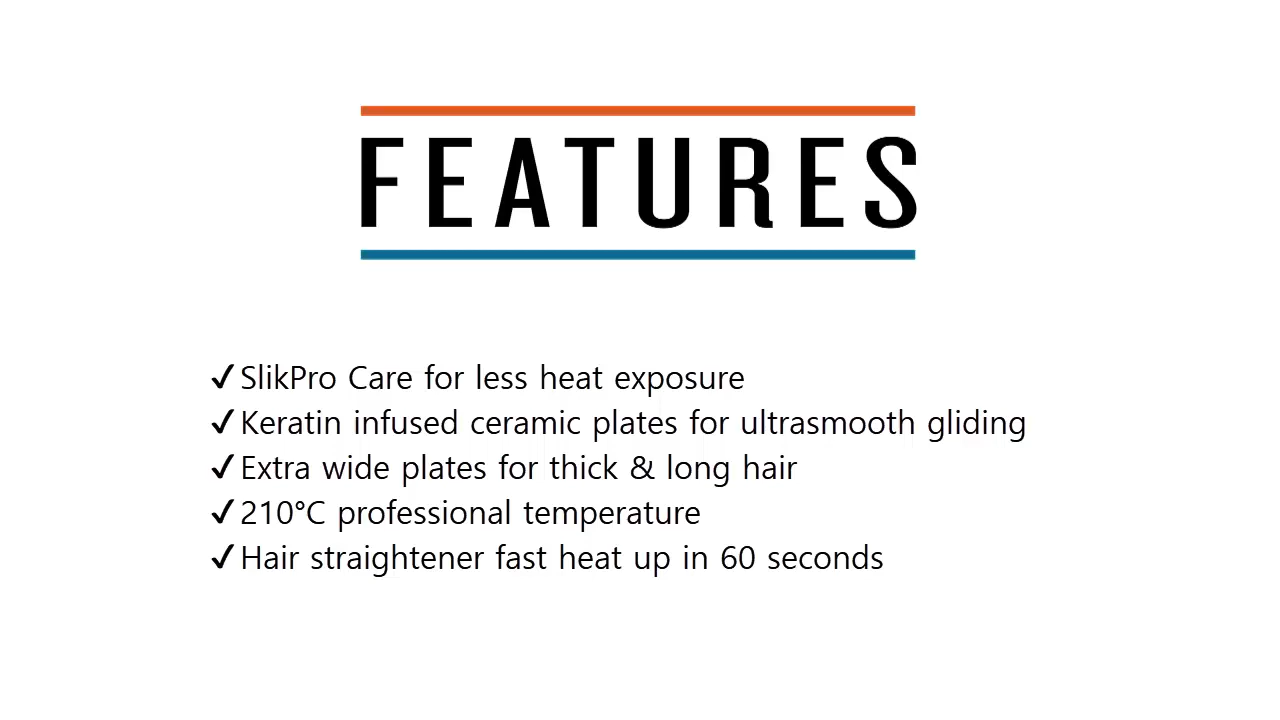 FEATURES
✓SlikPro Care for less heat exposure
✓Keratin infused ceramic plates for ultrasmooth gliding
✓Extra wide plates for thick & long hair
✓210°C professional temperature
✓Hair straightener fast heat up in 60 seconds